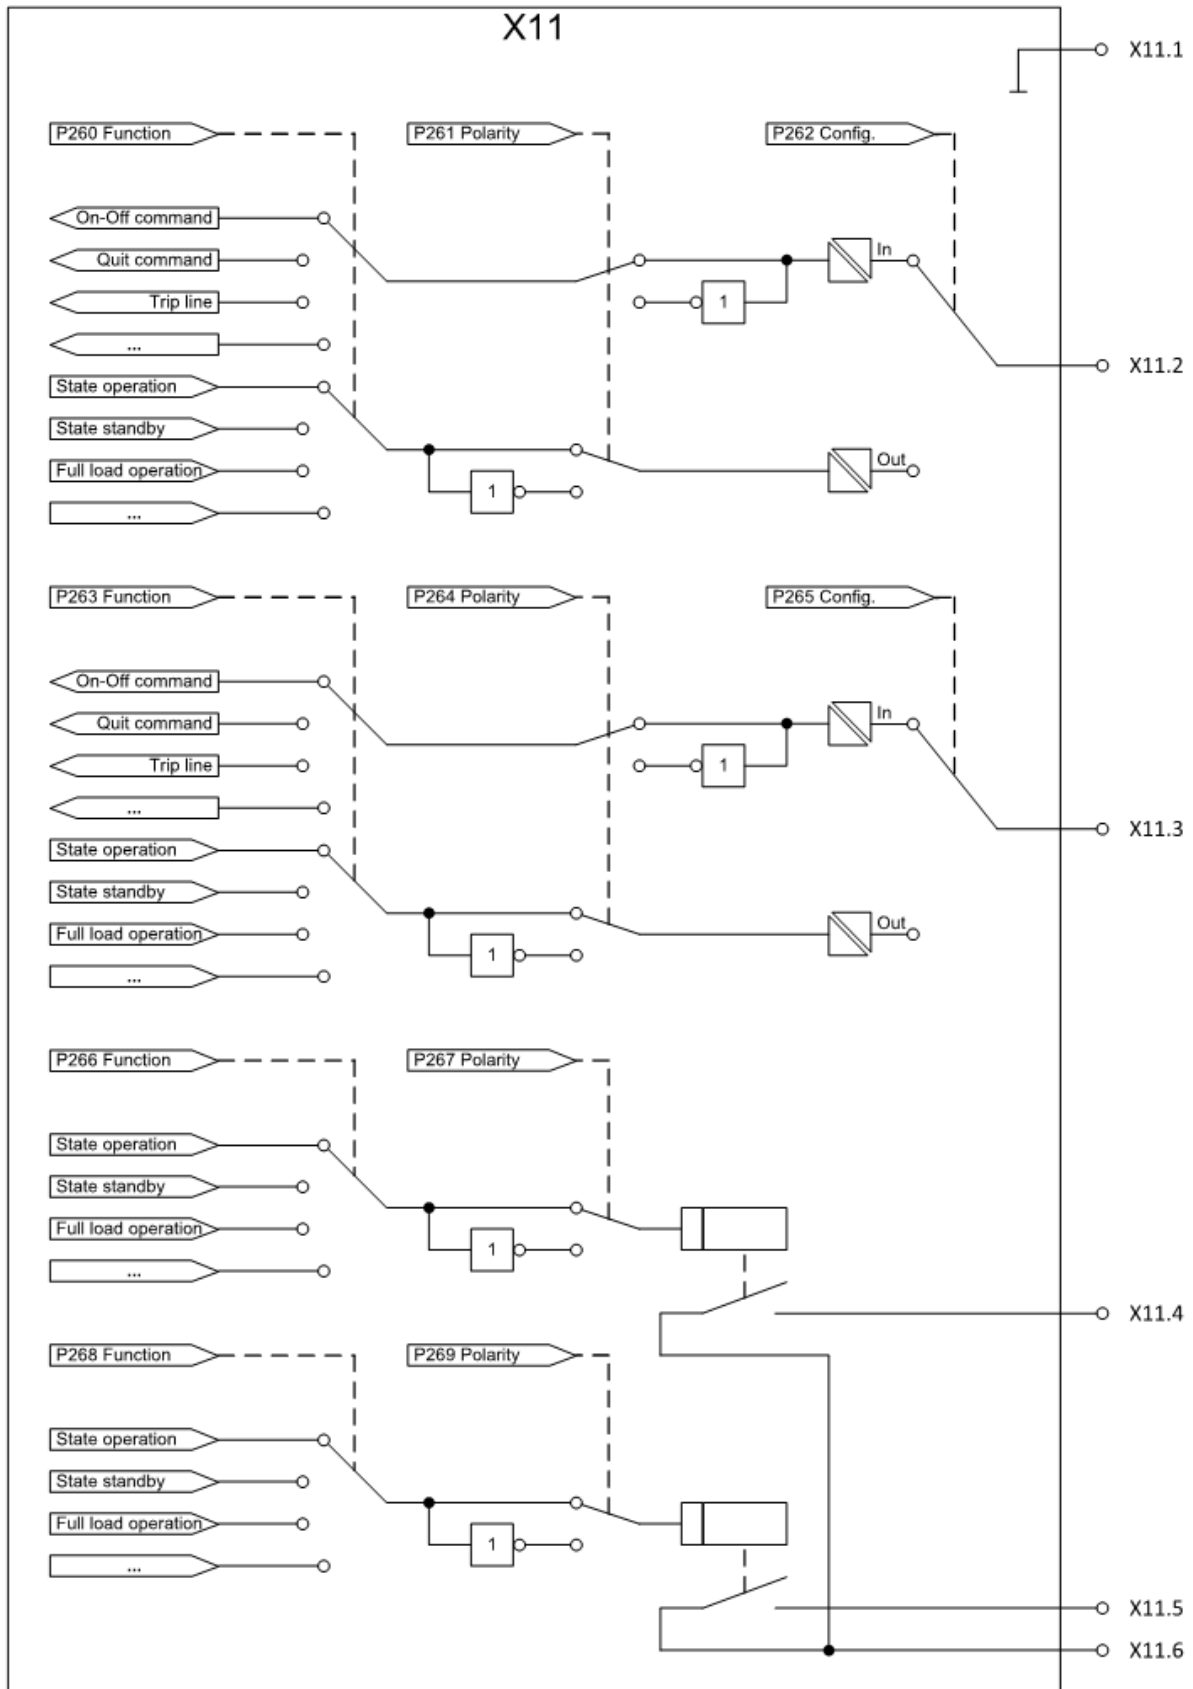 X11
X11.1
P260 Function
P261 Polarity
P262 Config.
On-Off command
Quit command
In
1
Trip line
...
X11.2
State operation
State standby
Full load operation
Out
1
...
P263 Function
P264 Polarity
P265 Config.
On-Off command
Quit command
In
1
Trip line
...
X11.3
State operation
State standby
Full load operation
Out
1
...
P266 Function
P267 Polarity
State operation
State standby
Full load operation
1
...
X11.4
P268 Function
P269 Polarity
State operation
State standby
Full load operation
1
...
X11.5
X11.6